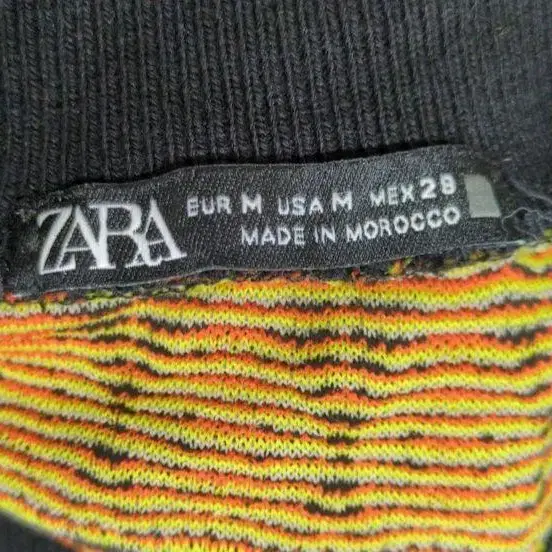 ZARA
EUR M USA M MEX 28
MADE IN MOROCCO